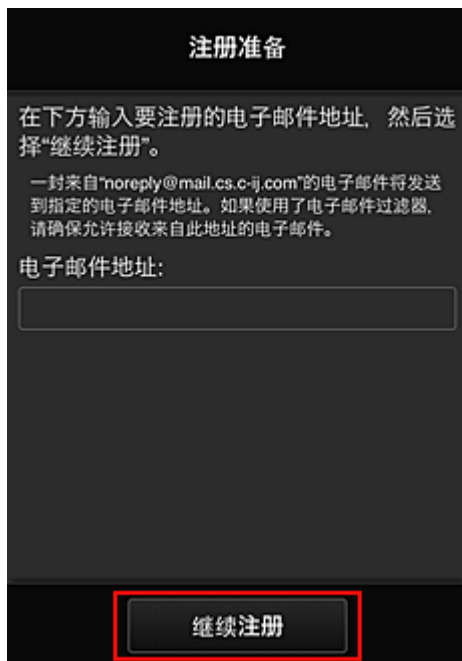 注册准备
在下方输入要注册的电子邮件地址，然后选
择“继续注册”。
一封来自“noreply@mail.cs.c-ij.com”的电子邮件将发送
到指定的电子邮件地址。如果使用了电子邮件过滤器，
请确保允许接收来自此地址的电子邮件。
电子邮件地址:
继续注册